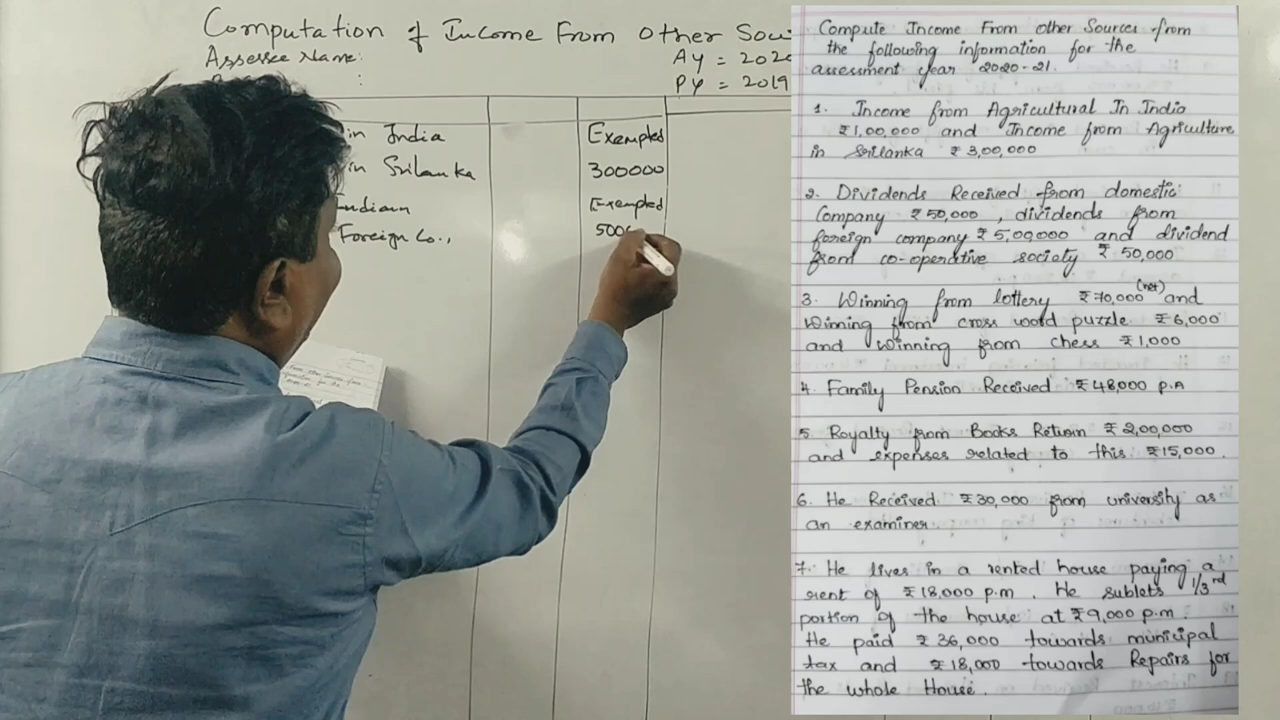 Computation of Income From Other Sou
Assessee Name:
:
AY = 202
PY = 2019
in India Exempted
in Srilanka 300000
Indian Exempted
Foreign Co., 500
Compute Income From other Sources from
the following information for the
assessment year 2020-21.
1. Income from Agricultural In India
₹1,00,000 and Income from Agriculture
in Srilanka ₹ 3,00,000
2. Dividends Received from domestic
Company ₹ 50,000, dividends from
foreign company ₹ 5,00,000 and dividend
from co-operative society ₹ 50,000
3. Winning from lottery ₹70,000 (net) and
Winning from cross word puzzle ₹6,000
and winning from chess ₹1,000
4. Family Pension Received ₹48,000 p.A
5. Royalty from Books Return ₹ 2,00,000
and expenses related to this ₹15,000.
6. He Received ₹30,000 from university as
an examiner
7. He lives in a rented house paying a
rent of ₹18,000 p.m. He sublets 1/3rd
portion of the house at ₹9,000 p.m.
He paid ₹ 36,000 towards municipal
tax and ₹18,000 towards Repairs for
the whole House.